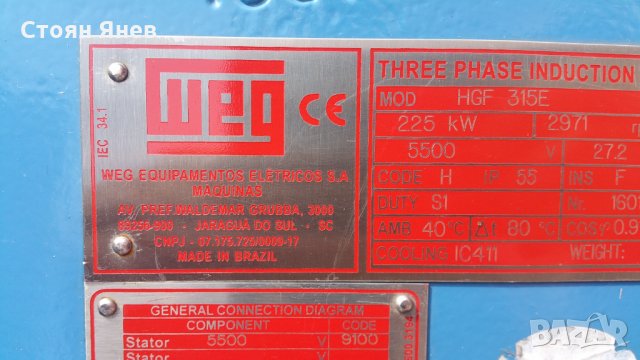 Стоян Янев
weg CE
IEC 34.1
WEG EQUIPAMENTOS ELÉTRICOS S.A
MÁQUINAS
AV. PREF.WALDEMAR GRUBBA, 3000
89256-900 - JARAGUÁ DO SUL - SC
CNPJ - 07.175.725/0009-17
MADE IN BRAZIL
THREE PHASE INDUCTION
MOD HGF 315E
225 kW 2971
5500 V 27.2
CODE H IP 55 INS F
DUTY S1 Nr. 1601
AMB 40°C Δt 80°C COSφ 0.9
COOLING IC411 WEIGHT:
GENERAL CONNECTION DIAGRAM
COMPONENT CODE
Stator 5500 V 9100
V
BAZAR
bg